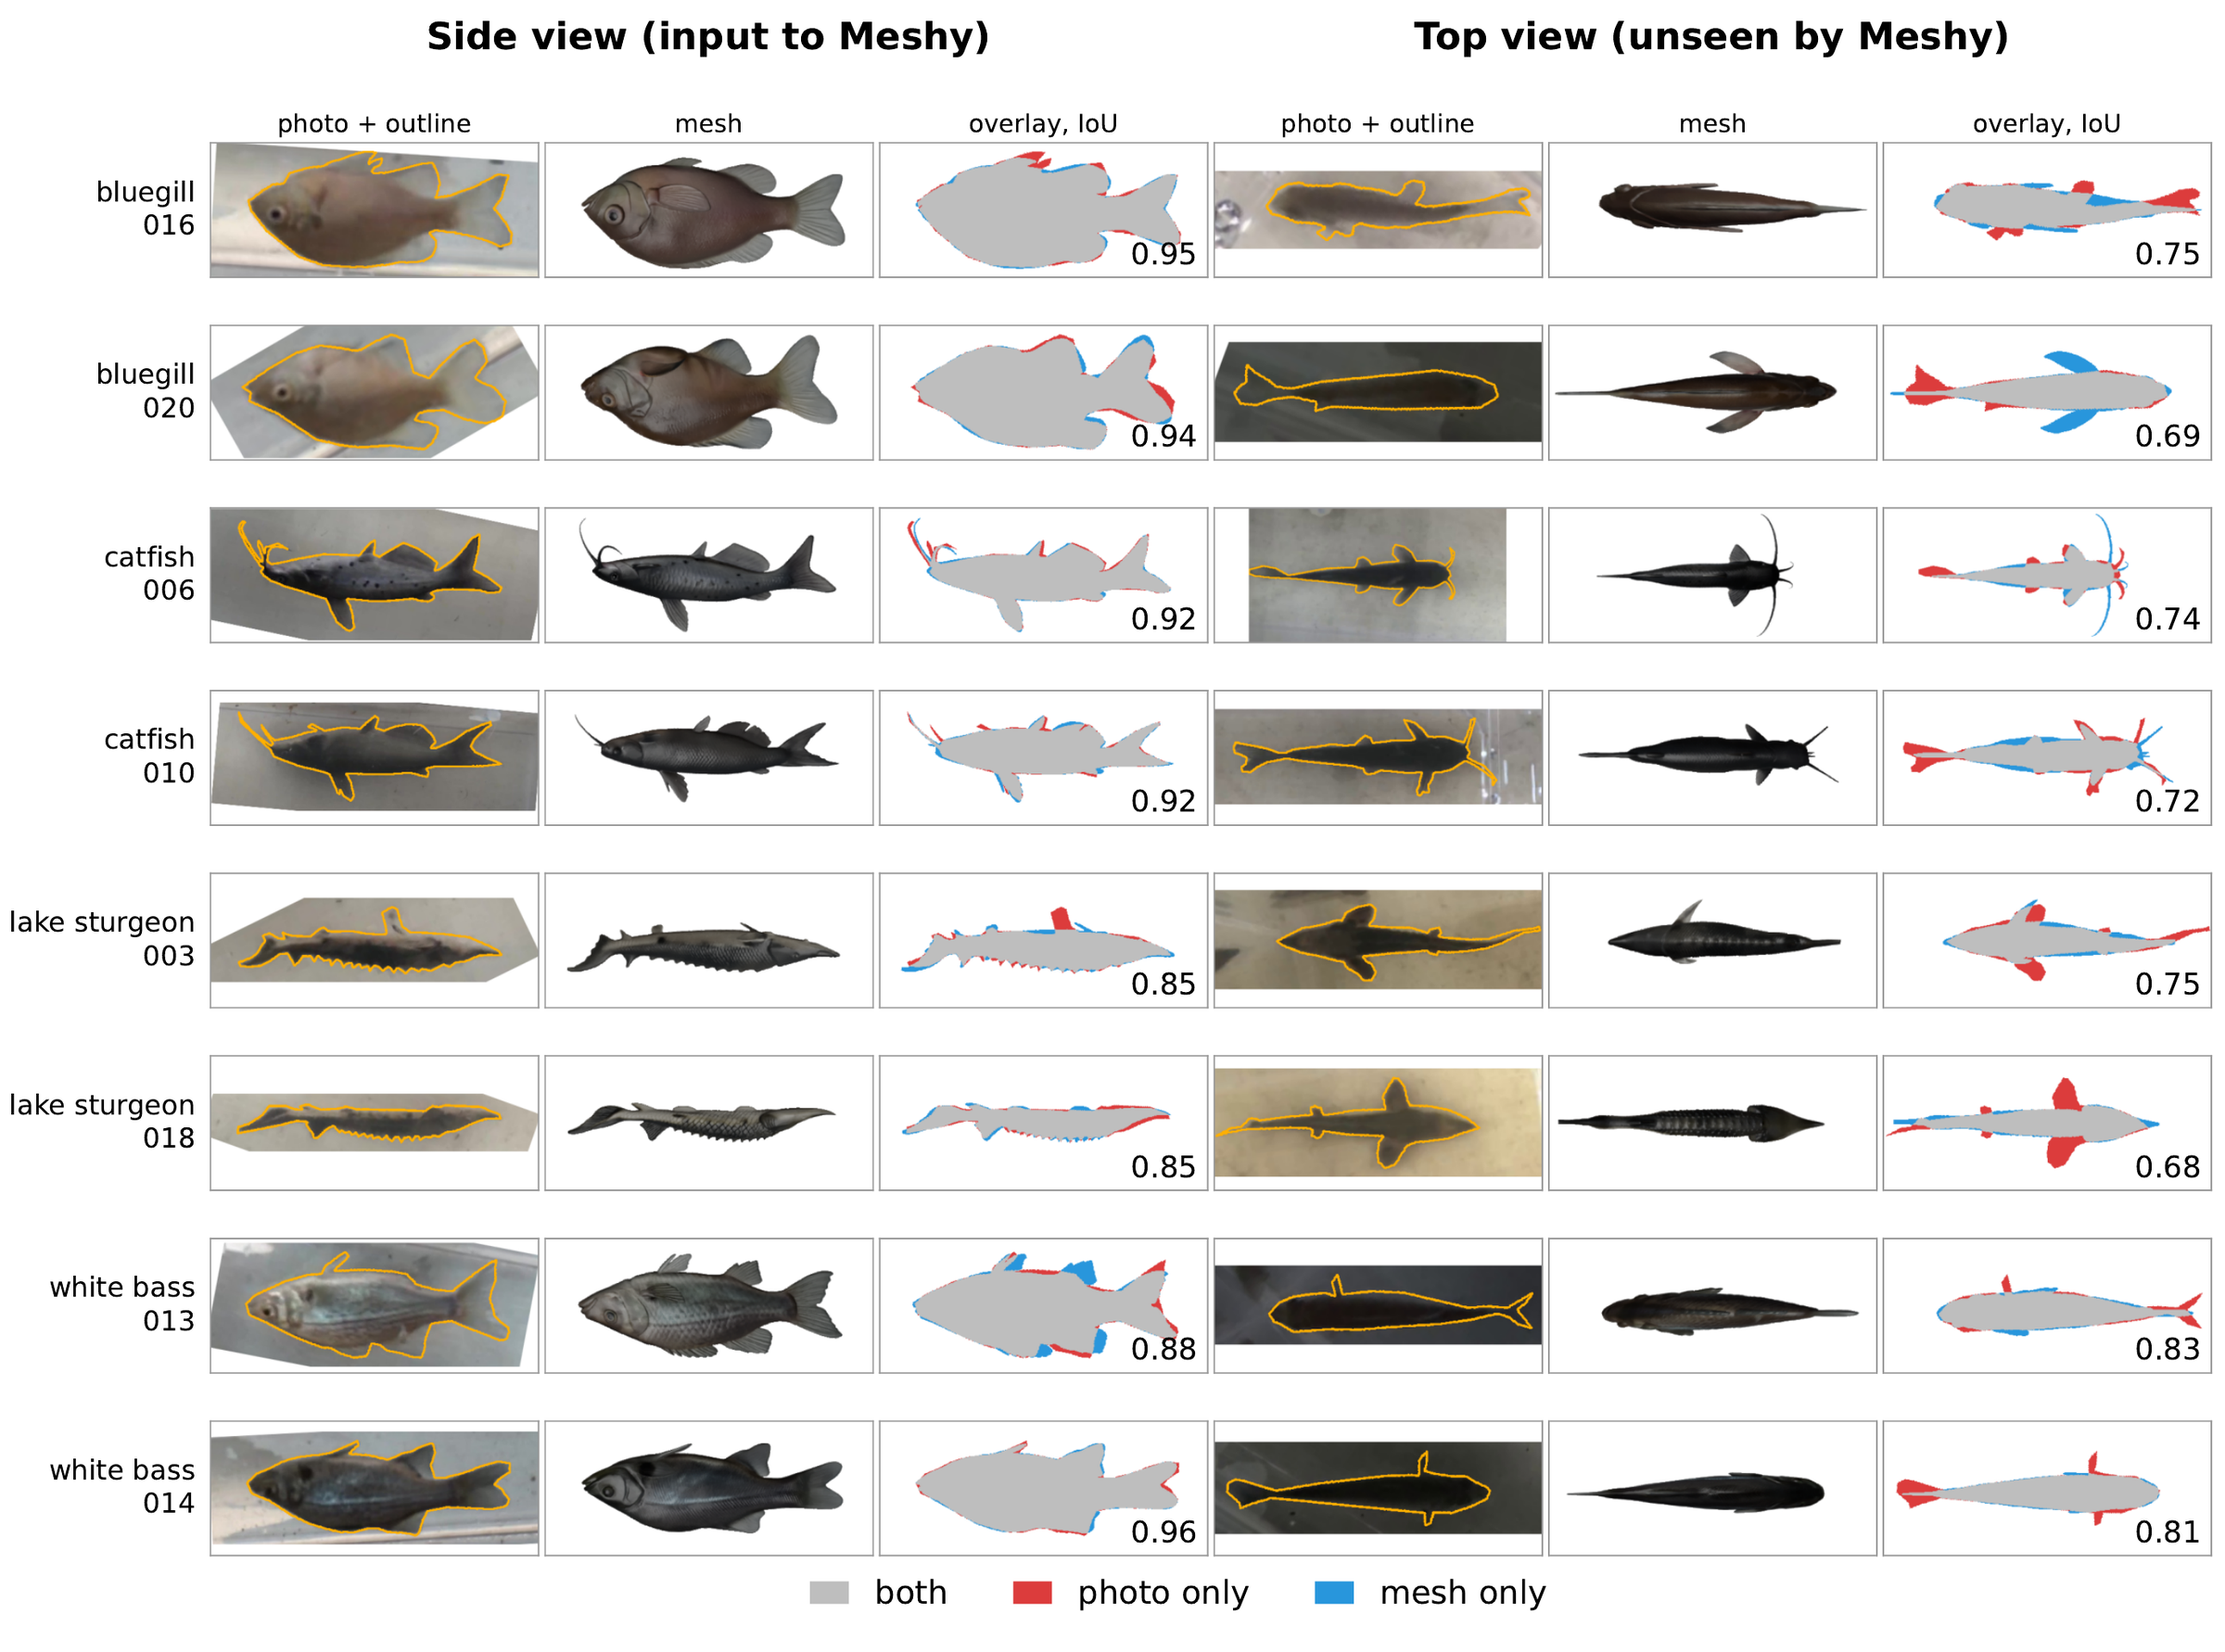 Side view (input to Meshy)
Top view (unseen by Meshy)
photo + outline
mesh
overlay, IoU
photo + outline
mesh
overlay, IoU
bluegill
016
0.95
0.75
bluegill
020
0.94
0.69
catfish
006
0.92
0.74
catfish
010
0.92
0.72
lake sturgeon
003
0.85
0.75
lake sturgeon
018
0.85
0.68
white bass
013
0.88
0.83
white bass
014
0.96
0.81
both
photo only
mesh only